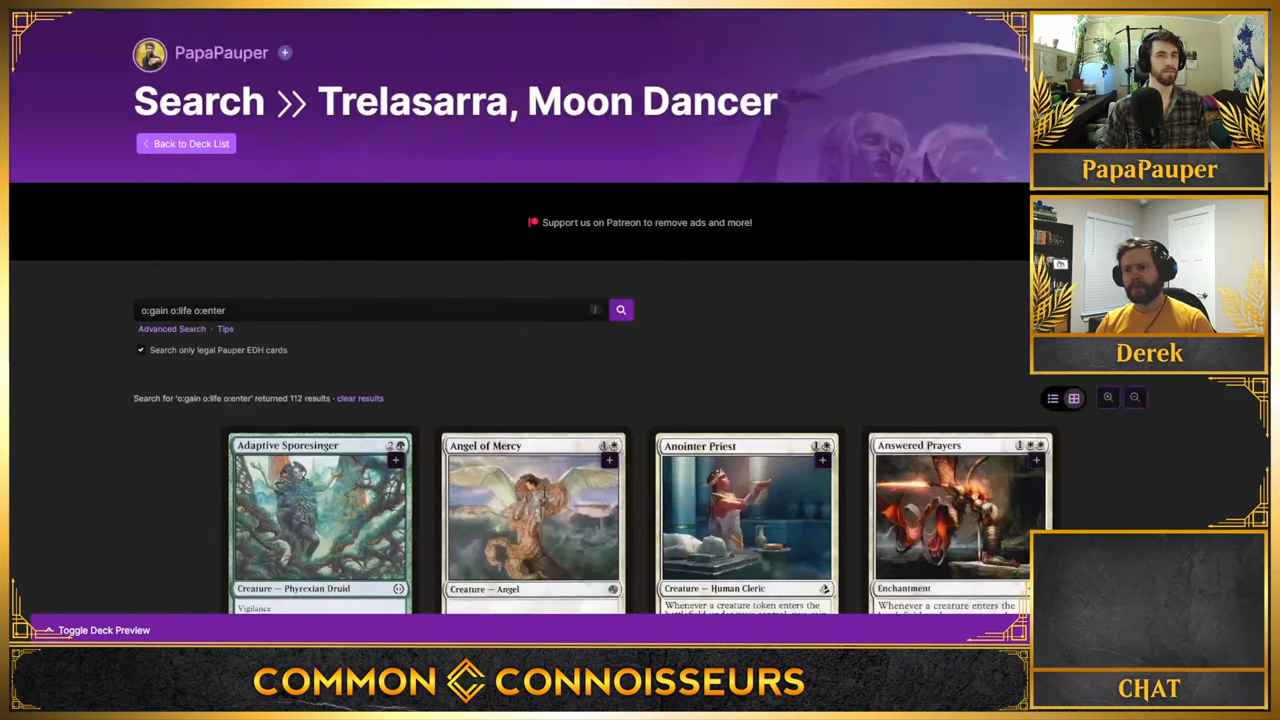 PapaPauper
Search >> Trelasarra, Moon Dancer
Back to Deck List
Support us on Patreon to remove ads and more!
o:gain o:life o:enter
/
Advanced Search · Tips
Search only legal Pauper EDH cards
Search for 'o:gain o:life o:enter' returned 112 results · clear results
Adaptive Sporesinger 2
Creature — Phyrexian Druid
Vigilance
Angel of Mercy 4
Creature — Angel
Anointer Priest 1
Creature — Human Cleric
Whenever a creature token enters the
Answered Prayers 1
Enchantment
Whenever a creature enters the
Toggle Deck Preview
COMMON CONNOISSEURS
PapaPauper
Derek
CHAT